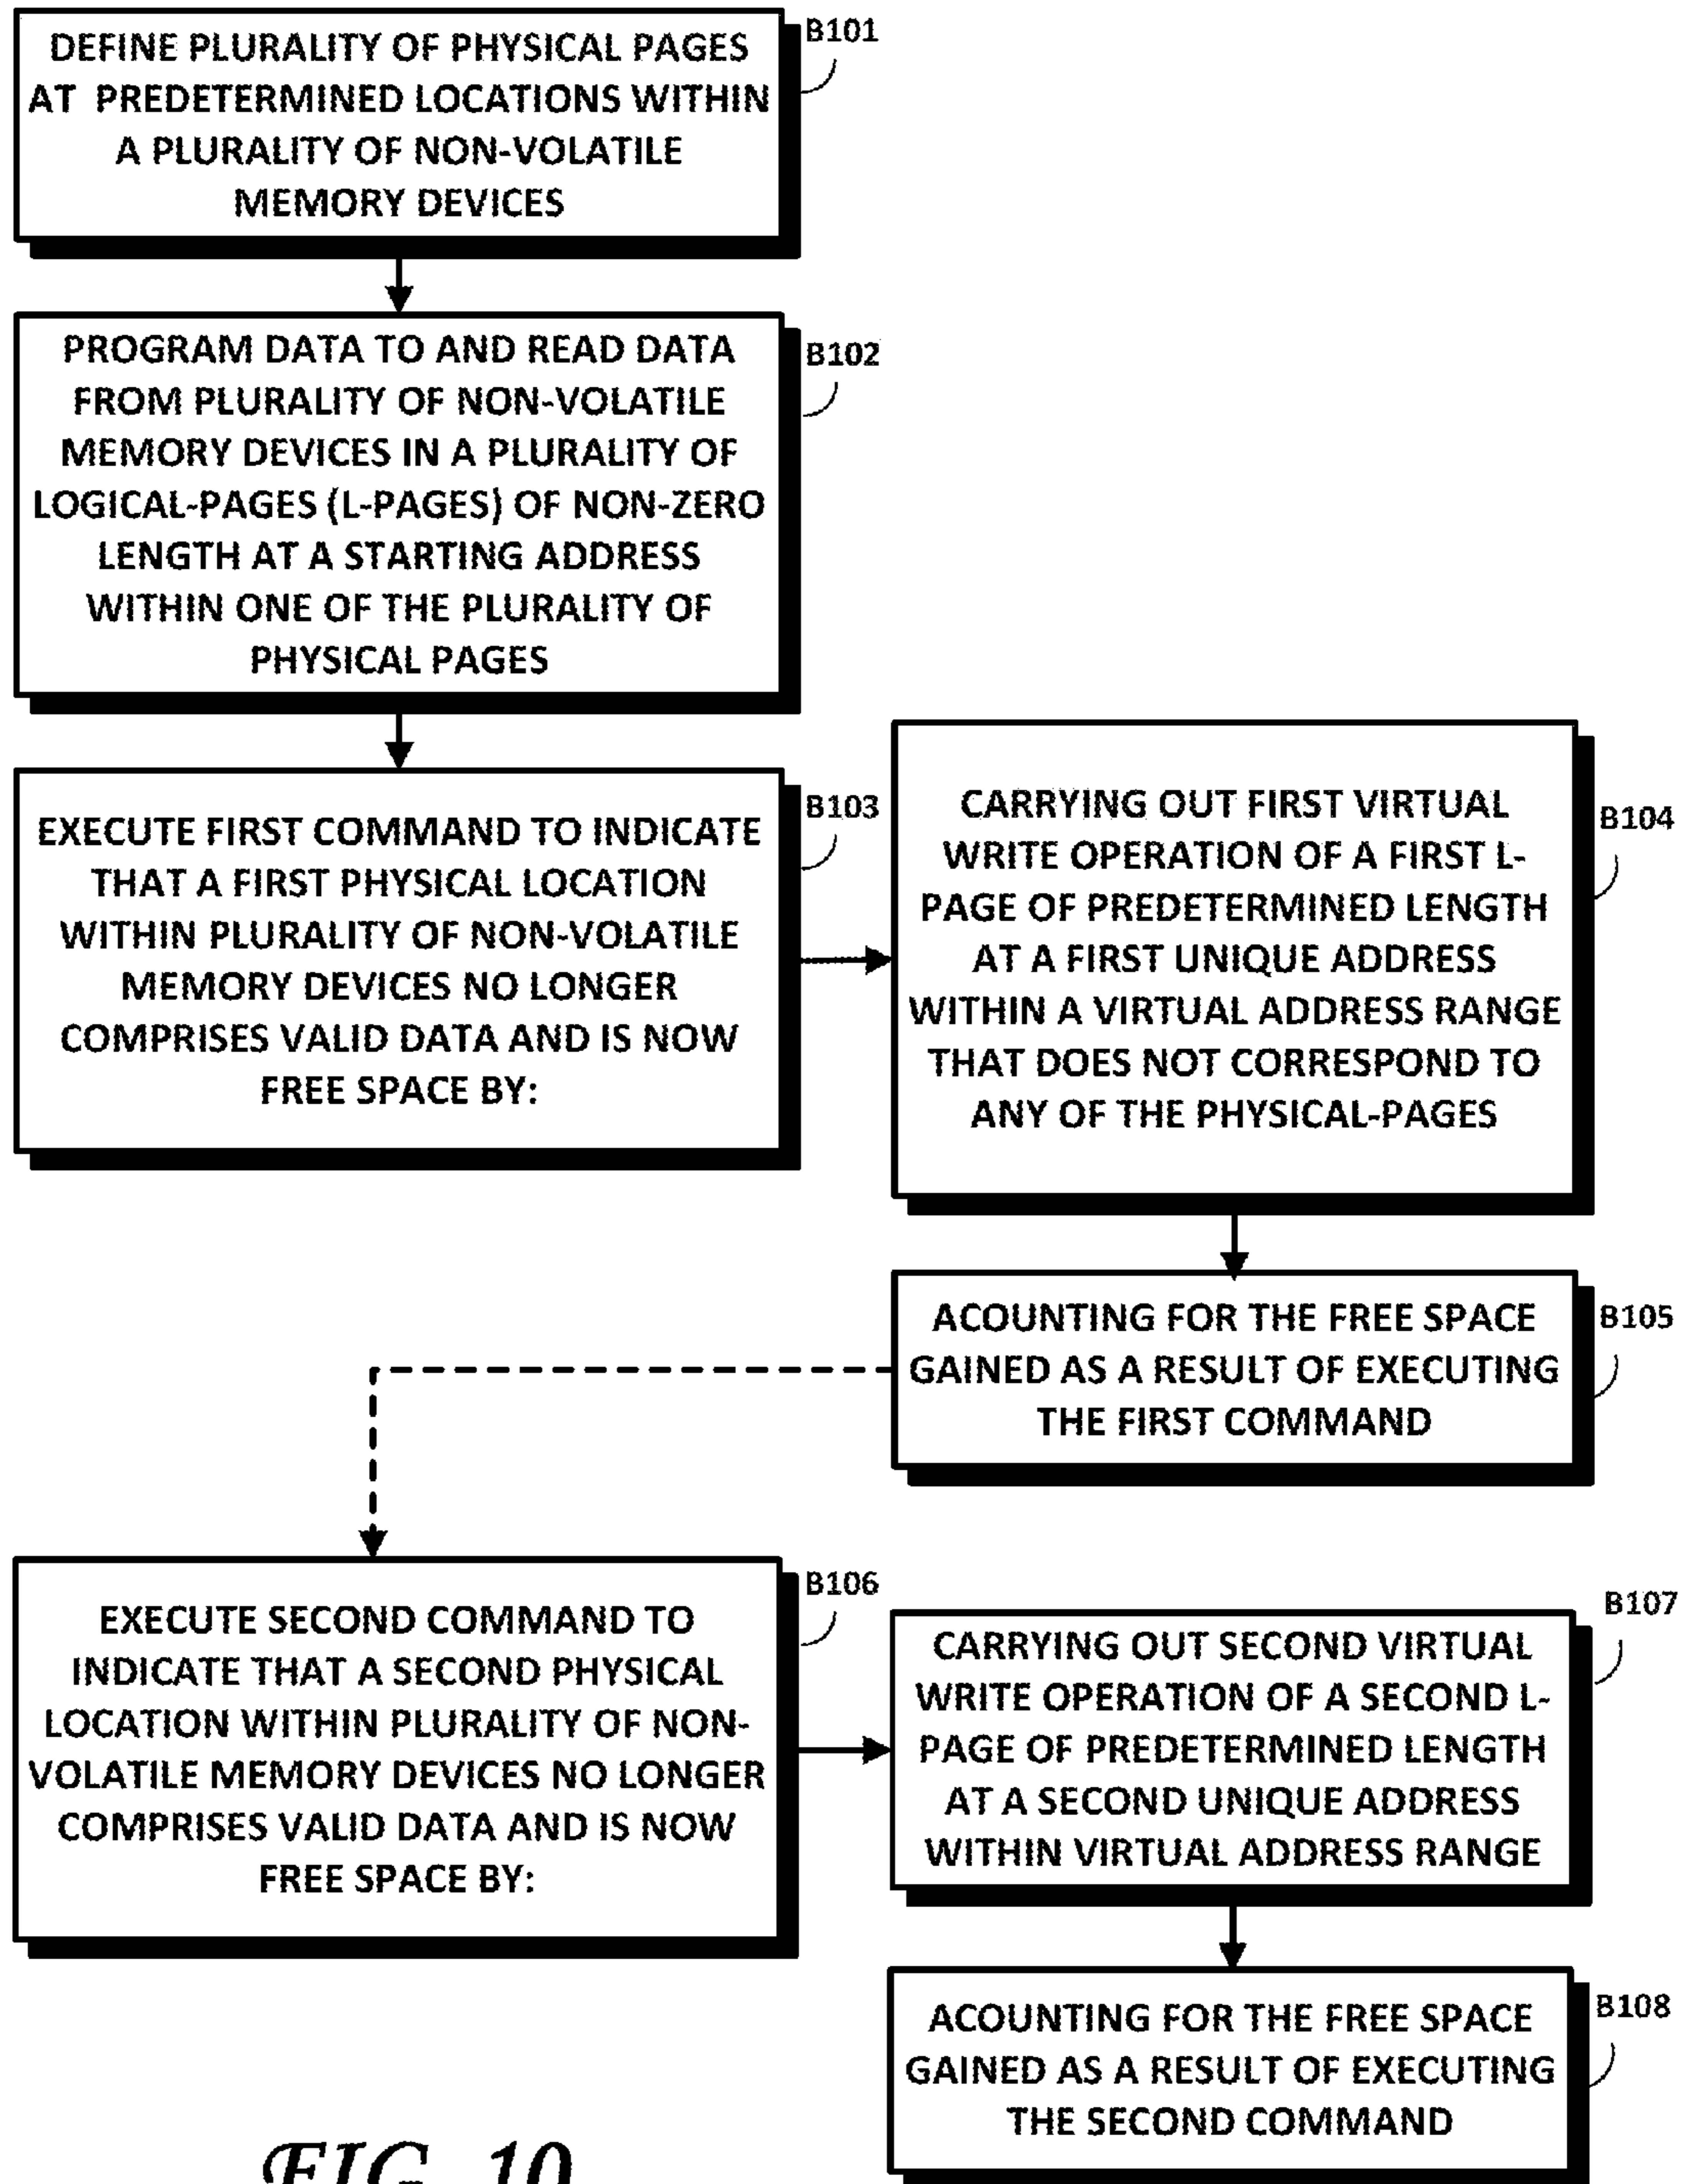 DEFINE PLURALITY OF PHYSICAL PAGES
AT PREDETERMINED LOCATIONS WITHIN
A PLURALITY OF NON-VOLATILE
MEMORY DEVICES
B101
PROGRAM DATA TO AND READ DATA
FROM PLURALITY OF NON-VOLATILE
MEMORY DEVICES IN A PLURALITY OF
LOGICAL-PAGES (L-PAGES) OF NON-ZERO
LENGTH AT A STARTING ADDRESS
WITHIN ONE OF THE PLURALITY OF
PHYSICAL PAGES
B102
EXECUTE FIRST COMMAND TO INDICATE
THAT A FIRST PHYSICAL LOCATION
WITHIN PLURALITY OF NON-VOLATILE
MEMORY DEVICES NO LONGER
COMPRISES VALID DATA AND IS NOW
FREE SPACE BY:
B103
CARRYING OUT FIRST VIRTUAL
WRITE OPERATION OF A FIRST L-
PAGE OF PREDETERMINED LENGTH
AT A FIRST UNIQUE ADDRESS
WITHIN A VIRTUAL ADDRESS RANGE
THAT DOES NOT CORRESPOND TO
ANY OF THE PHYSICAL-PAGES
B104
ACOUNTING FOR THE FREE SPACE
GAINED AS A RESULT OF EXECUTING
THE FIRST COMMAND
B105
EXECUTE SECOND COMMAND TO
INDICATE THAT A SECOND PHYSICAL
LOCATION WITHIN PLURALITY OF NON-
VOLATILE MEMORY DEVICES NO LONGER
COMPRISES VALID DATA AND IS NOW
FREE SPACE BY:
B106
CARRYING OUT SECOND VIRTUAL
WRITE OPERATION OF A SECOND L-
PAGE OF PREDETERMINED LENGTH
AT A SECOND UNIQUE ADDRESS
WITHIN VIRTUAL ADDRESS RANGE
B107
ACOUNTING FOR THE FREE SPACE
GAINED AS A RESULT OF EXECUTING
THE SECOND COMMAND
B108
FIG. 10